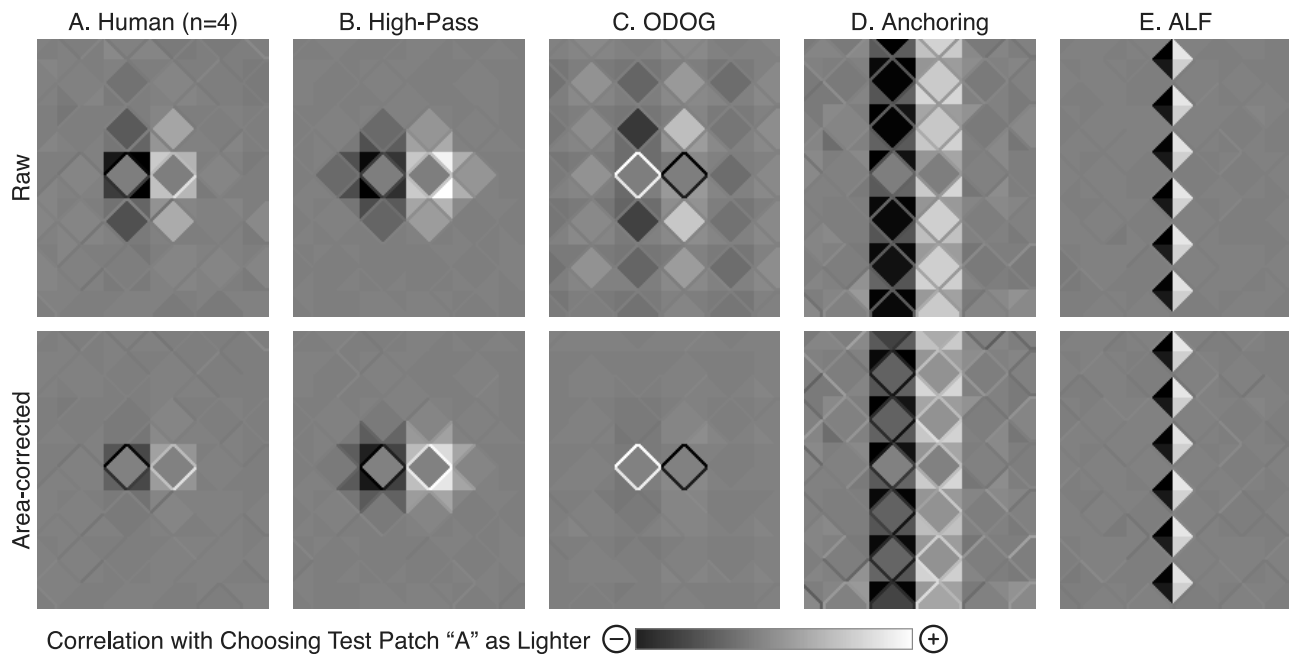 A. Human (n=4) B. High-Pass C. ODOG D. Anchoring E. ALF
Raw
Area-corrected
Correlation with Choosing Test Patch “A” as Lighter − +